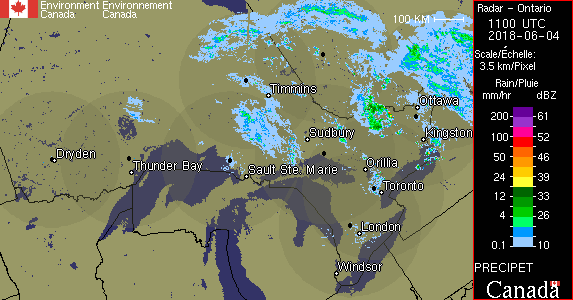 Environment Environnement
Canada Canada
100 KM
Timmins
Ottawa
Sudbury
Kingston
Dryden
Thunder Bay
Sault Ste. Marie
Orillia
Toronto
London
Windsor
Radar - Ontario
1100 UTC
2018-06-04
Scale/Échelle:
3.5 km/Pixel
Rain/Pluie
mm/hr dBZ
200 61
100 52
50 46
24 39
12 33
4 26
0.1 10
PRECIPET
Canada